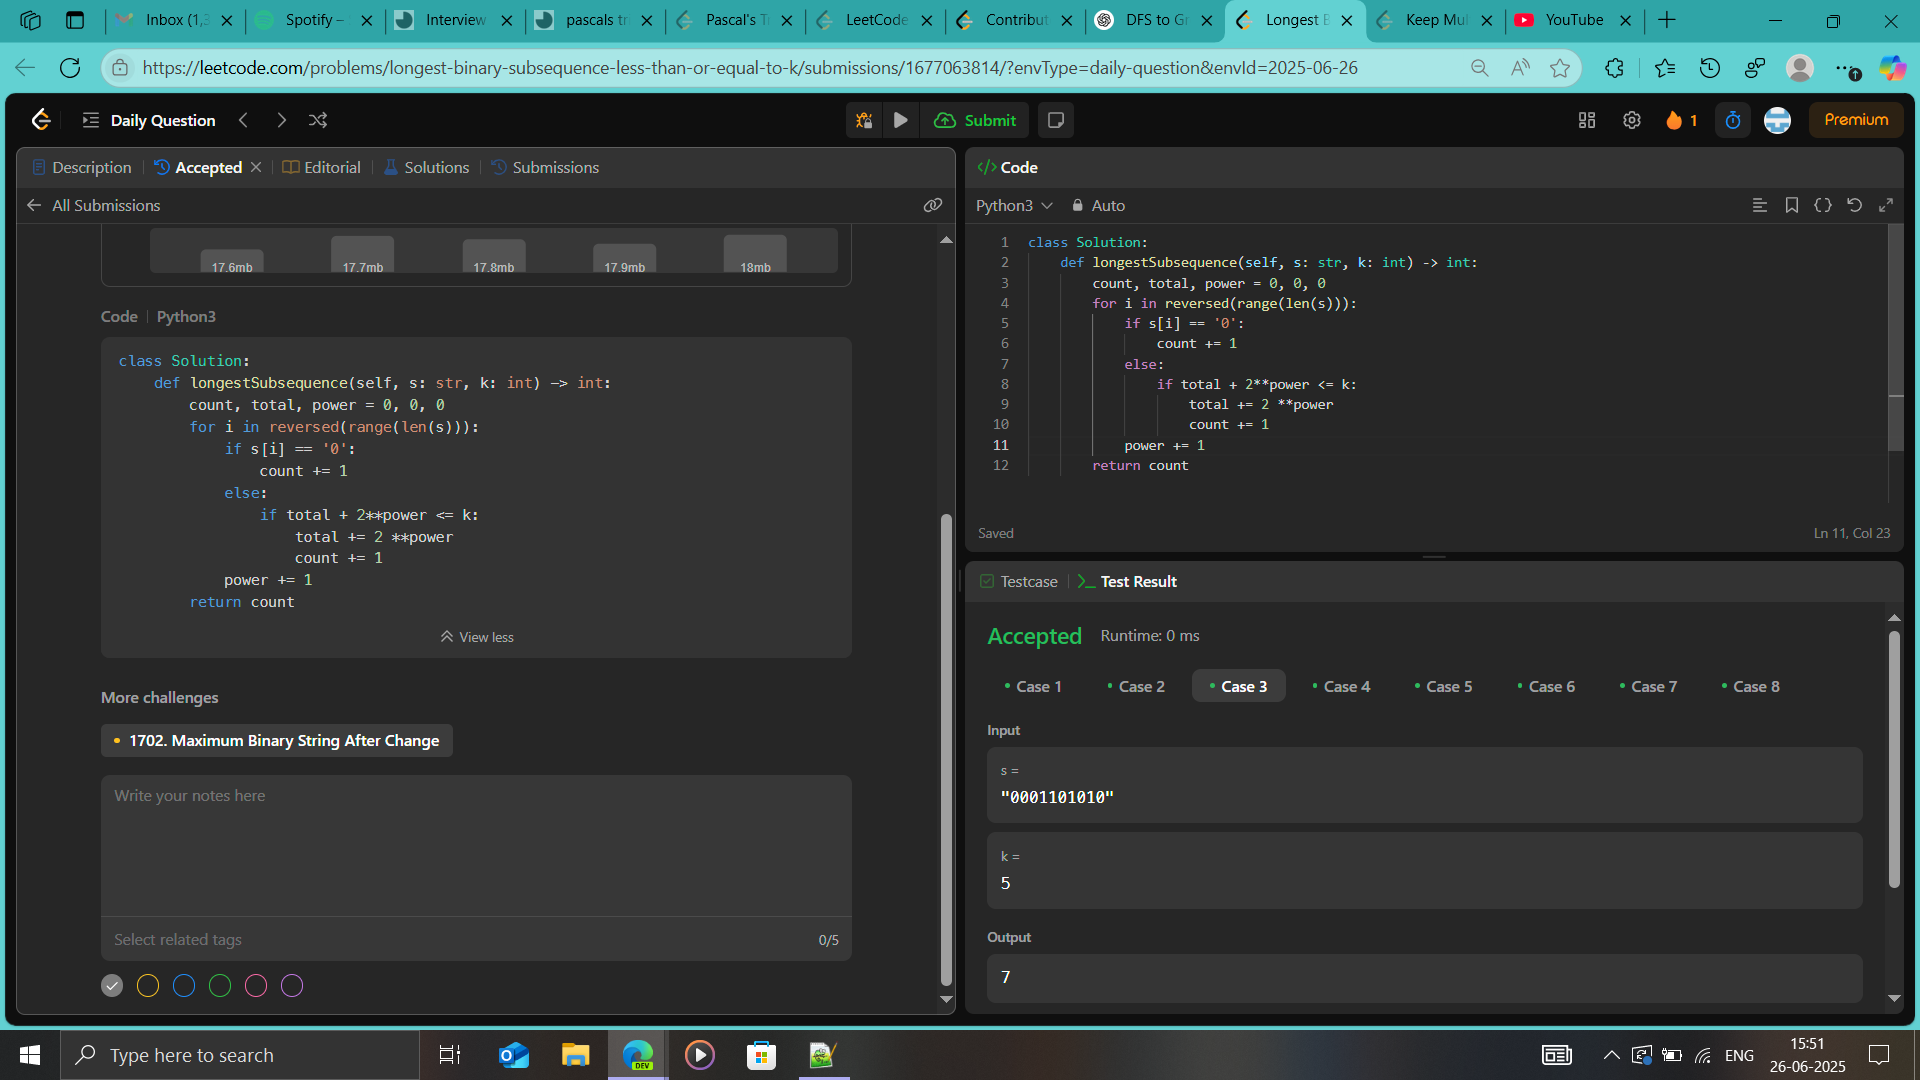 Inbox (1,3
Spotify –
Interview
pascals tr
Pascal's T
LeetCode
Contribut
DFS to Gr
Longest B
Keep Mul
YouTube
https://leetcode.com/problems/longest-binary-subsequence-less-than-or-equal-to-k/submissions/1677063814/?envType=daily-question&envId=2025-06-26
Daily Question
Submit
1
Premium
Description
Accepted
Editorial
Solutions
Submissions
All Submissions
17.6mb
17.7mb
17.8mb
17.9mb
18mb
Code | Python3
class Solution:
    def longestSubsequence(self, s: str, k: int) -> int:
        count, total, power = 0, 0, 0
        for i in reversed(range(len(s))):
            if s[i] == '0':
                count += 1
            else:
                if total + 2**power <= k:
                    total += 2 **power
                    count += 1
            power += 1
        return count
View less
More challenges
1702. Maximum Binary String After Change
Write your notes here
Select related tags
0/5
</> Code
Python3
Auto
1 class Solution:
2     def longestSubsequence(self, s: str, k: int) -> int:
3         count, total, power = 0, 0, 0
4         for i in reversed(range(len(s))):
5             if s[i] == '0':
6                 count += 1
7             else:
8                 if total + 2**power <= k:
9                     total += 2 **power
10                     count += 1
11             power += 1
12         return count
Saved
Ln 11, Col 23
Testcase
Test Result
Accepted
Runtime: 0 ms
Case 1
Case 2
Case 3
Case 4
Case 5
Case 6
Case 7
Case 8
Input
s =
"0001101010"
k =
5
Output
7
Type here to search
DEV
ENG
15:51
26-06-2025